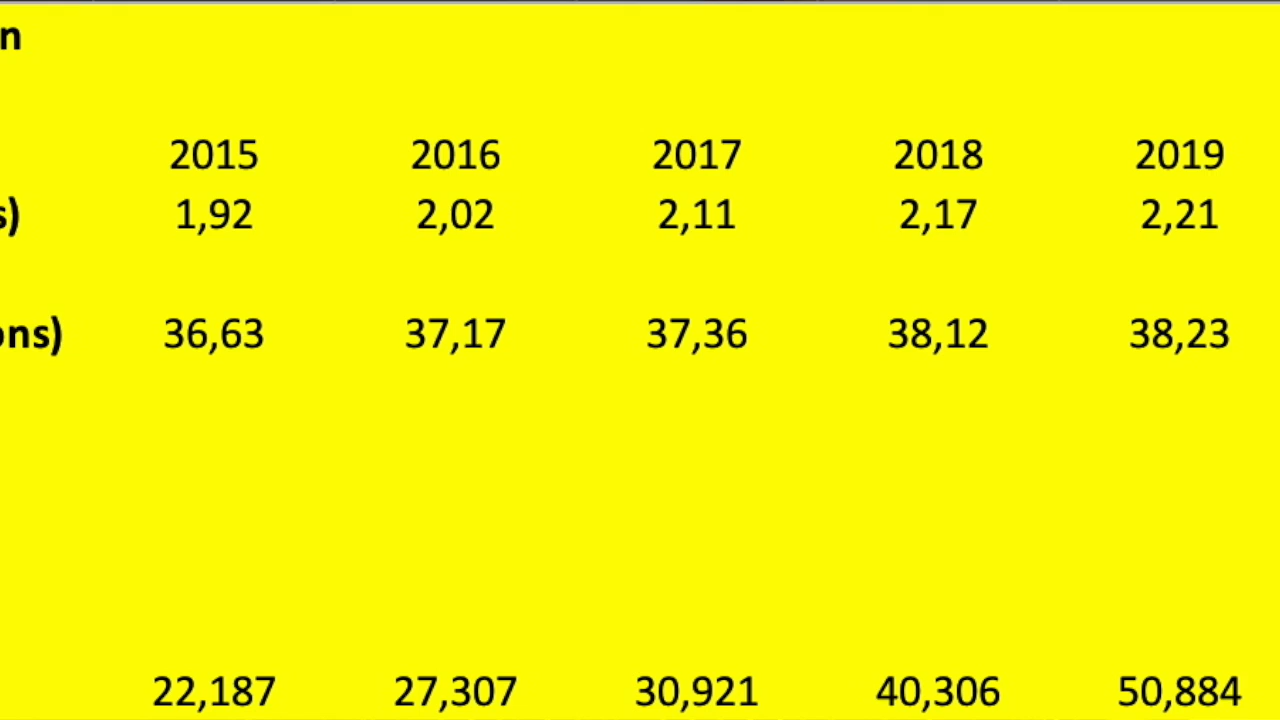 n
2015 2016 2017 2018 2019
s) 1,92 2,02 2,11 2,17 2,21
ons) 36,63 37,17 37,36 38,12 38,23
22,187 27,307 30,921 40,306 50,884